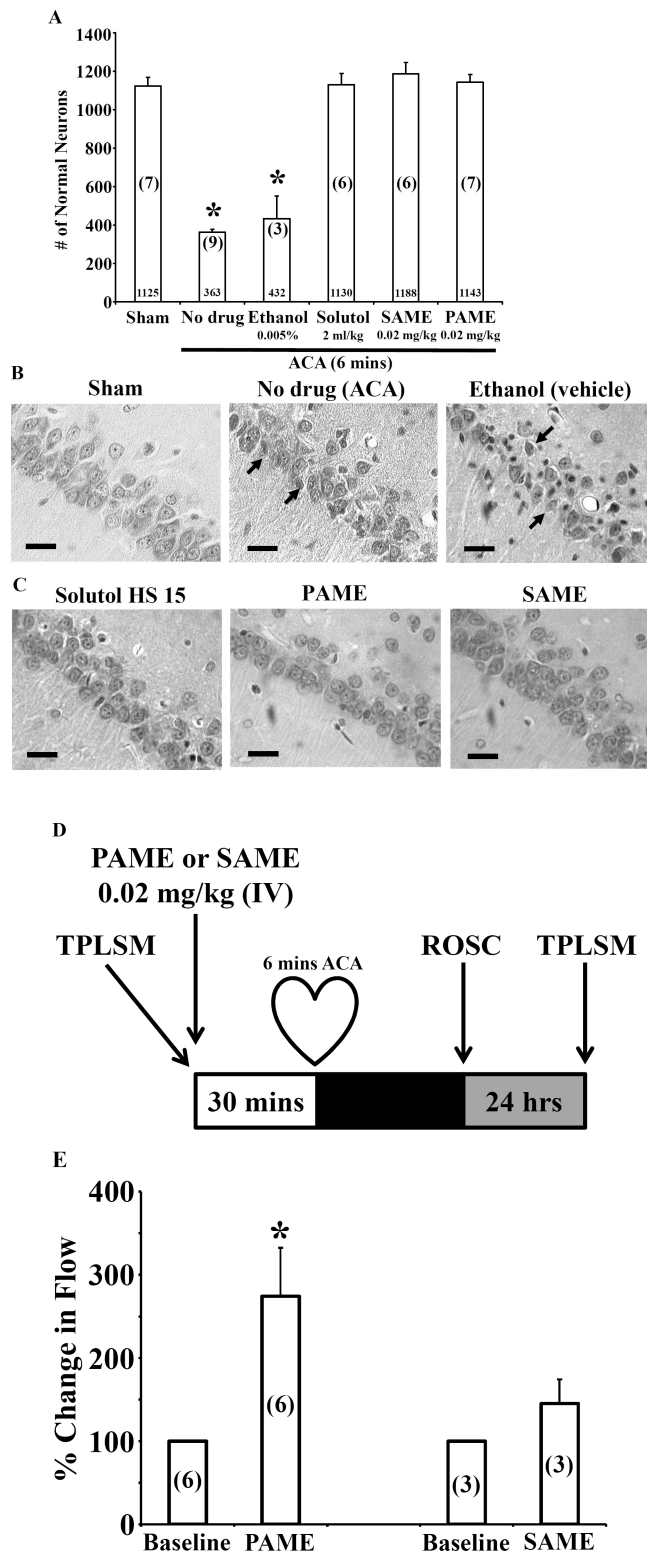 A
# of Normal Neurons
1400
1200
1000
800
600
400
200
0
(7)
*
(9)
*
(3)
(6)
(6)
(7)
1125
363
432
1130
1188
1143
Sham
No drug
Ethanol
Solutol
SAME
PAME
0.005%
2 ml/kg
0.02 mg/kg
0.02 mg/kg
ACA (6 mins)
B
Sham
No drug (ACA)
Ethanol (vehicle)
C
Solutol HS 15
PAME
SAME
D
PAME or SAME
0.02 mg/kg (IV)
TPLSM
6 mins ACA
ROSC
TPLSM
30 mins
24 hrs
E
% Change in Flow
400
300
200
100
0
*
(6)
(6)
(3)
(3)
Baseline
PAME
Baseline
SAME